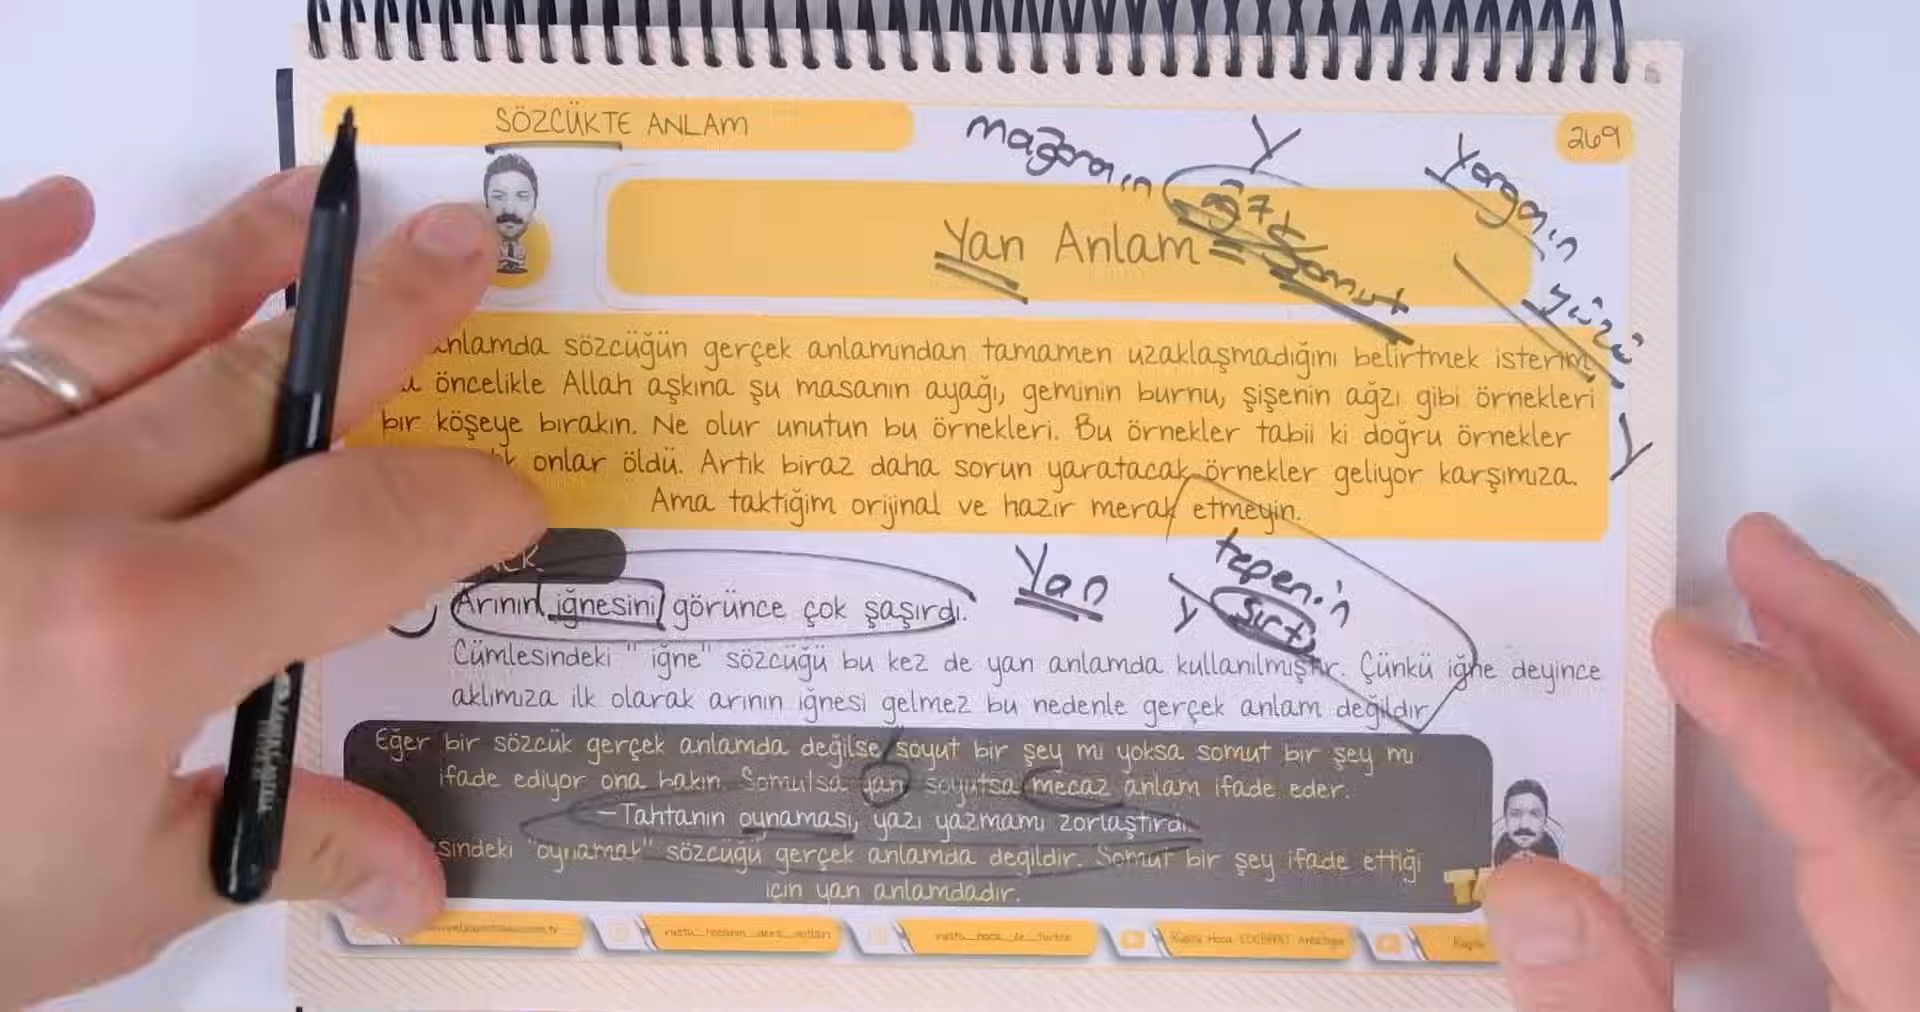 SÖZCÜKTE ANLAM
269
mağaranın
Y
ağzı
Somut
Yorganın
yüzü
Y
Yan Anlam
anlamda sözcüğün gerçek anlamından tamamen uzaklaşmadığını belirtmek isterim
öncelikle Allah aşkına şu masanın ayağı, geminin burnu, şişenin ağzı gibi örnekleri
bir köşeye bırakın. Ne olur unutun bu örnekleri. Bu örnekler tabii ki doğru örnekler
onlar öldü. Artık biraz daha sorun yaratacak örnekler geliyor karşımıza.
Ama taktiğim orijinal ve hazır merak etmeyin.
Arının iğnesini görünce çok şaşırdı.
Yan
tepenin
Y sırtı
Cümlesindeki "iğne" sözcüğü bu kez de yan anlamda kullanılmıştır. Çünkü iğne deyince
aklımıza ilk olarak arının iğnesi gelmez bu nedenle gerçek anlam değildir.
Eğer bir sözcük gerçek anlamda değilse soyut bir şey mi yoksa somut bir şey mi
ifade ediyor ona bakın. Somutsa yan soyutsa mecaz anlam ifade eder.
-Tahtanın oynaması, yazı yazmamı zorlaştırdı.
"oynamak" sözcüğü gerçek anlamda değildir. Somut bir şey ifade ettiği
için yan anlamdadır.
Rüştü Hoca EDEBİYAT